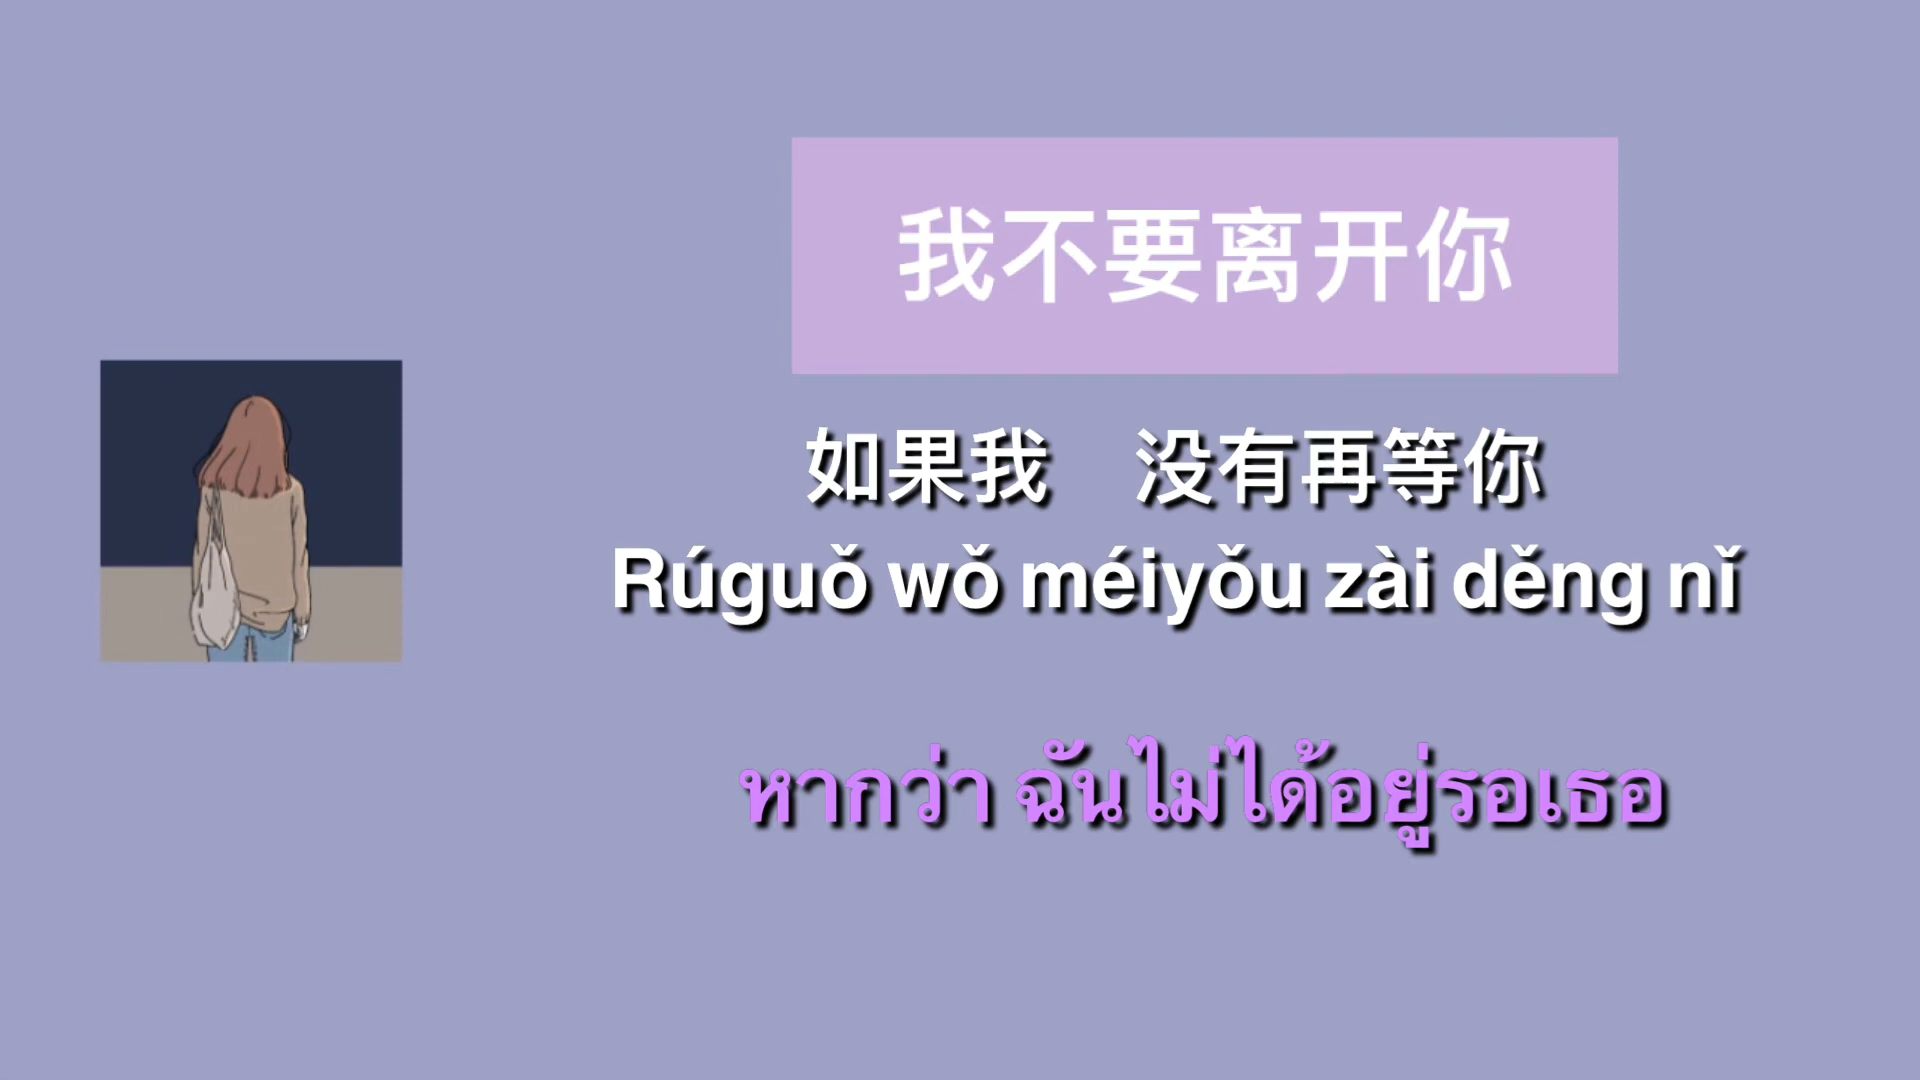 我不要离开你
如果我　没有再等你
Rúguǒ wǒ méiyǒu zài děng nǐ
หากว่า ฉันไม่ได้อยู่รอเธอ